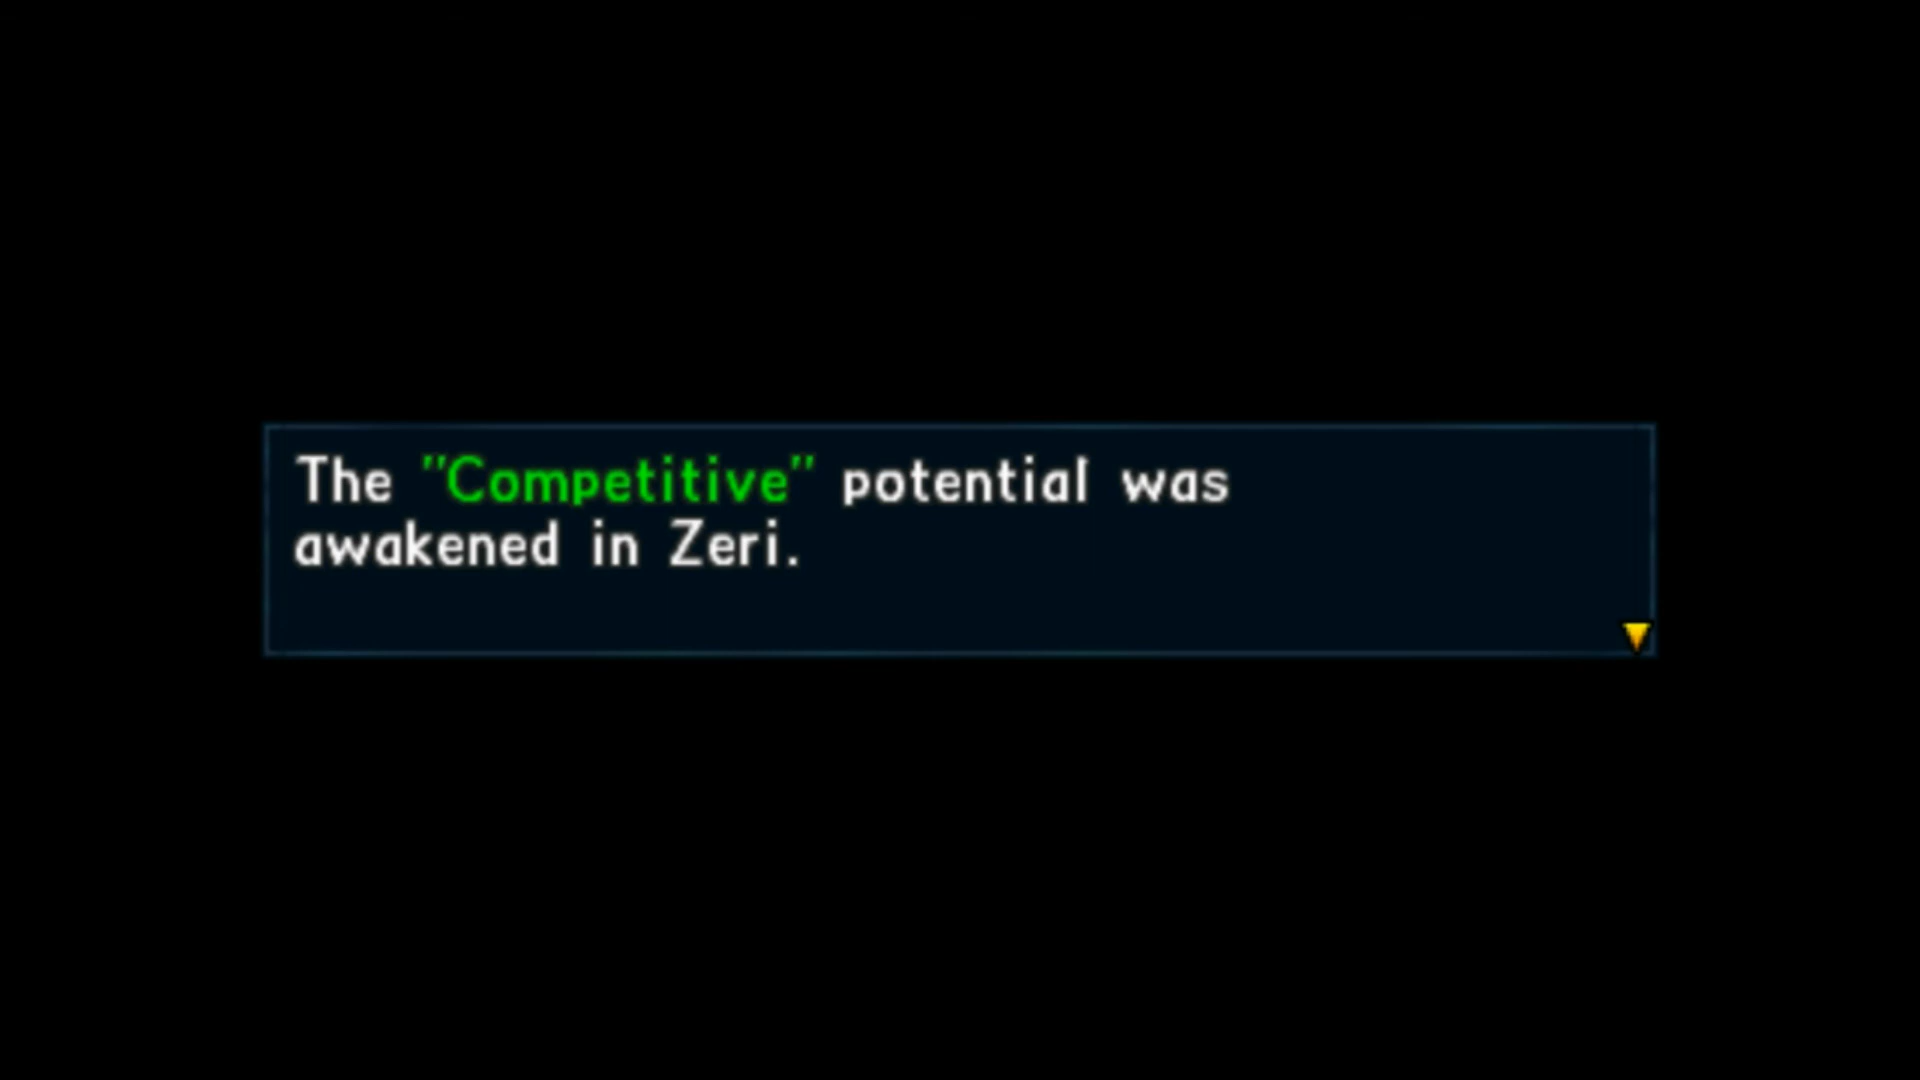 The "Competitive" potential was
awakened in Zeri.